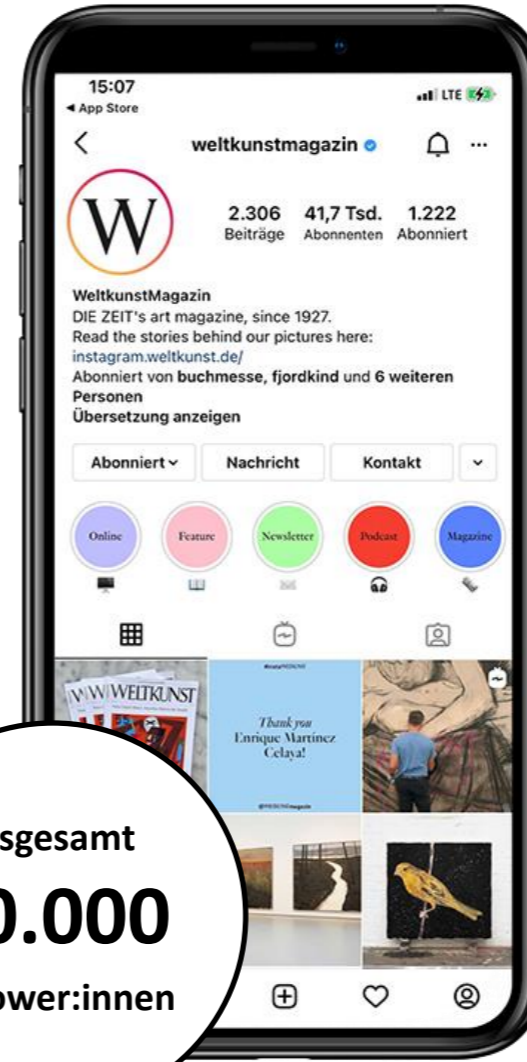 15:07
LTE
◄ App Store
weltkunstmagazin
W
2.306 41,7 Tsd. 1.222
Beiträge Abonnenten Abonniert
WeltkunstMagazin
DIE ZEIT's art magazine, since 1927.
Read the stories behind our pictures here:
instagram.weltkunst.de/
Abonniert von buchmesse, fjordkind und 6 weiteren
Personen
Übersetzung anzeigen
Abonniert Nachricht Kontakt
Online Feature Newsletter Podcast Magazine
W W WELTKUNST
Thank you
Enrique Martínez
Celaya!
sgesamt
0.000
ower:innen